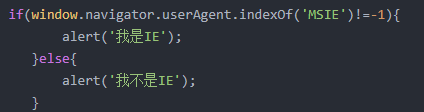 if(window.navigator.userAgent.indexOf('MSIE')!=-1){
alert('我是IE');
}else{
alert('我不是IE');
}